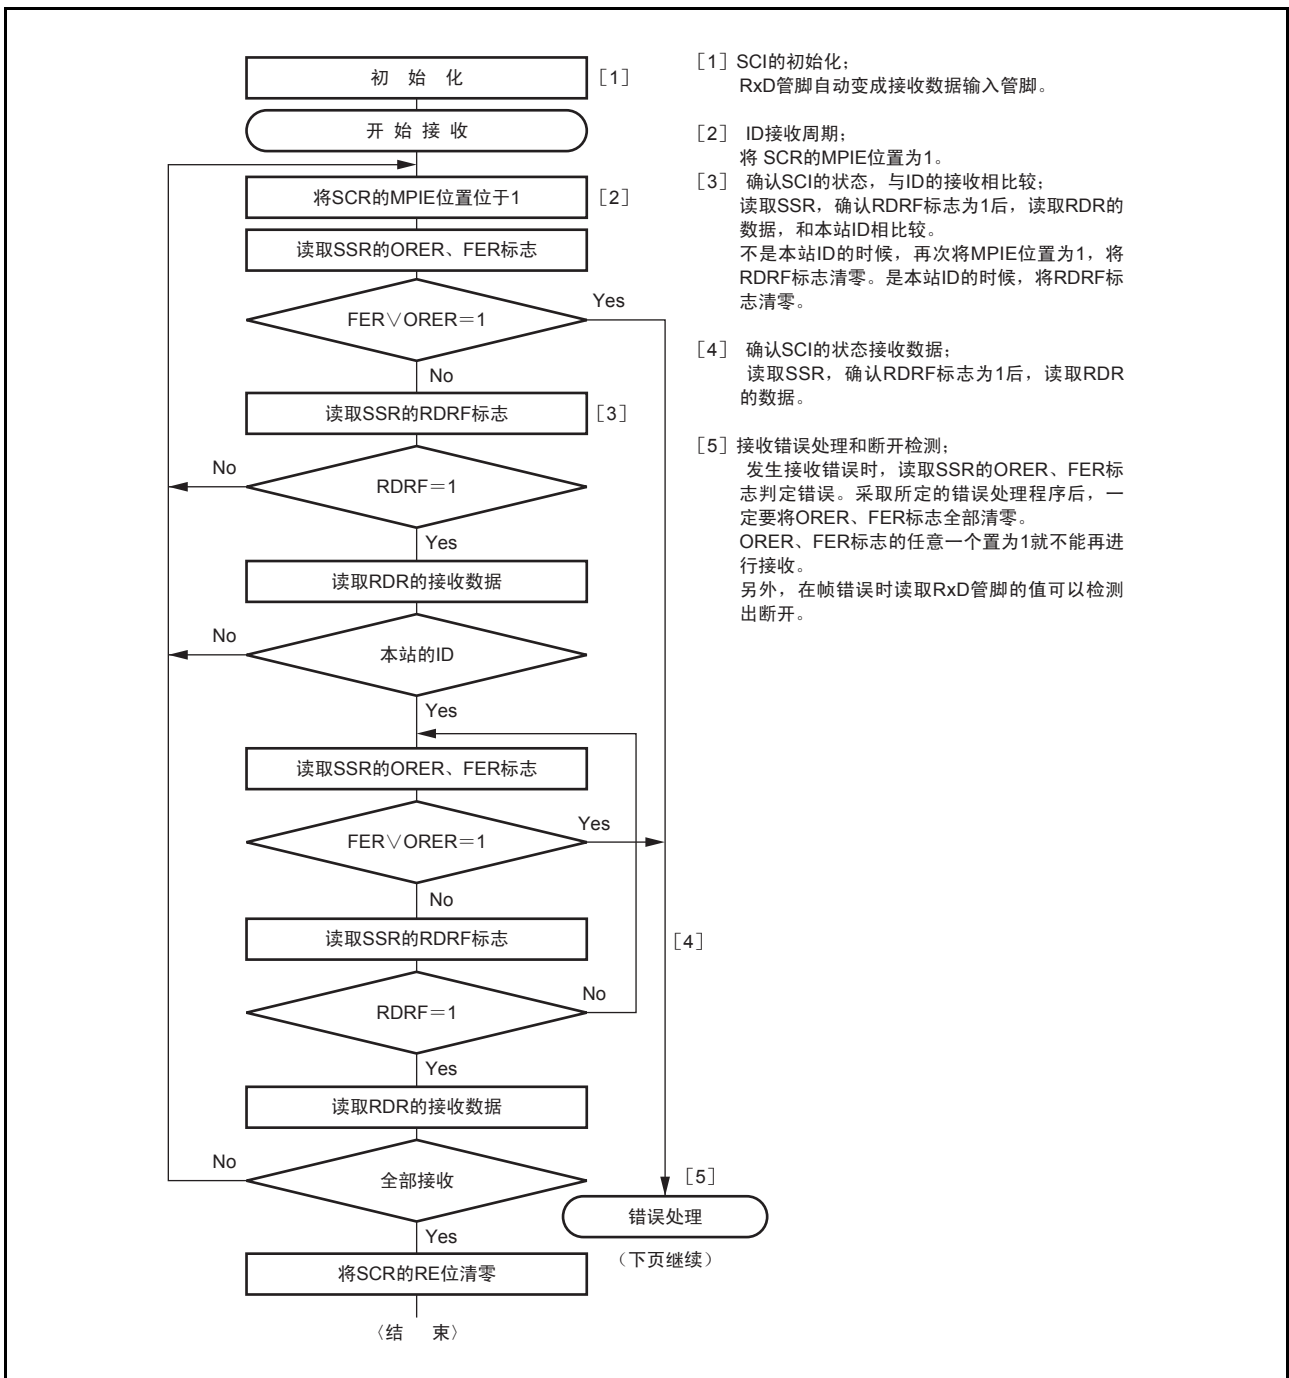 初 始 化
［1］
开 始 接 收
将SCR的MPIE位置位于1
［2］
读取SSR的ORER、FER标志
FER∨ORER＝1
Yes
No
读取SSR的RDRF标志
［3］
RDRF＝1
No
Yes
读取RDR的接收数据
本站的ID
No
Yes
读取SSR的ORER、FER标志
FER∨ORER＝1
Yes
No
读取SSR的RDRF标志
［4］
RDRF＝1
No
Yes
读取RDR的接收数据
全部接收
No
Yes
［5］
错误处理
（下页继续）
将SCR的RE位清零
〈结 束〉
［1］SCI的初始化；
RxD管脚自动变成接收数据输入管脚。
［2］ ID接收周期；
将 SCR的MPIE位置为1。
［3］ 确认SCI的状态，与ID的接收相比较；
读取SSR，确认RDRF标志为1后，读取RDR的
数据，和本站ID相比较。
不是本站ID的时候，再次将MPIE位置为1，将
RDRF标志清零。是本站ID的时候，将RDRF标
志清零。
［4］ 确认SCI的状态接收数据；
读取SSR，确认RDRF标志为1后，读取RDR
的数据。
［5］接收错误处理和断开检测；
发生接收错误时，读取SSR的ORER、FER标
志判定错误。采取所定的错误处理程序后，一
定要将ORER、FER标志全部清零。
ORER、FER标志的任意一个置为1就不能再进
行接收。
另外，在帧错误时读取RxD管脚的值可以检测
出断开。